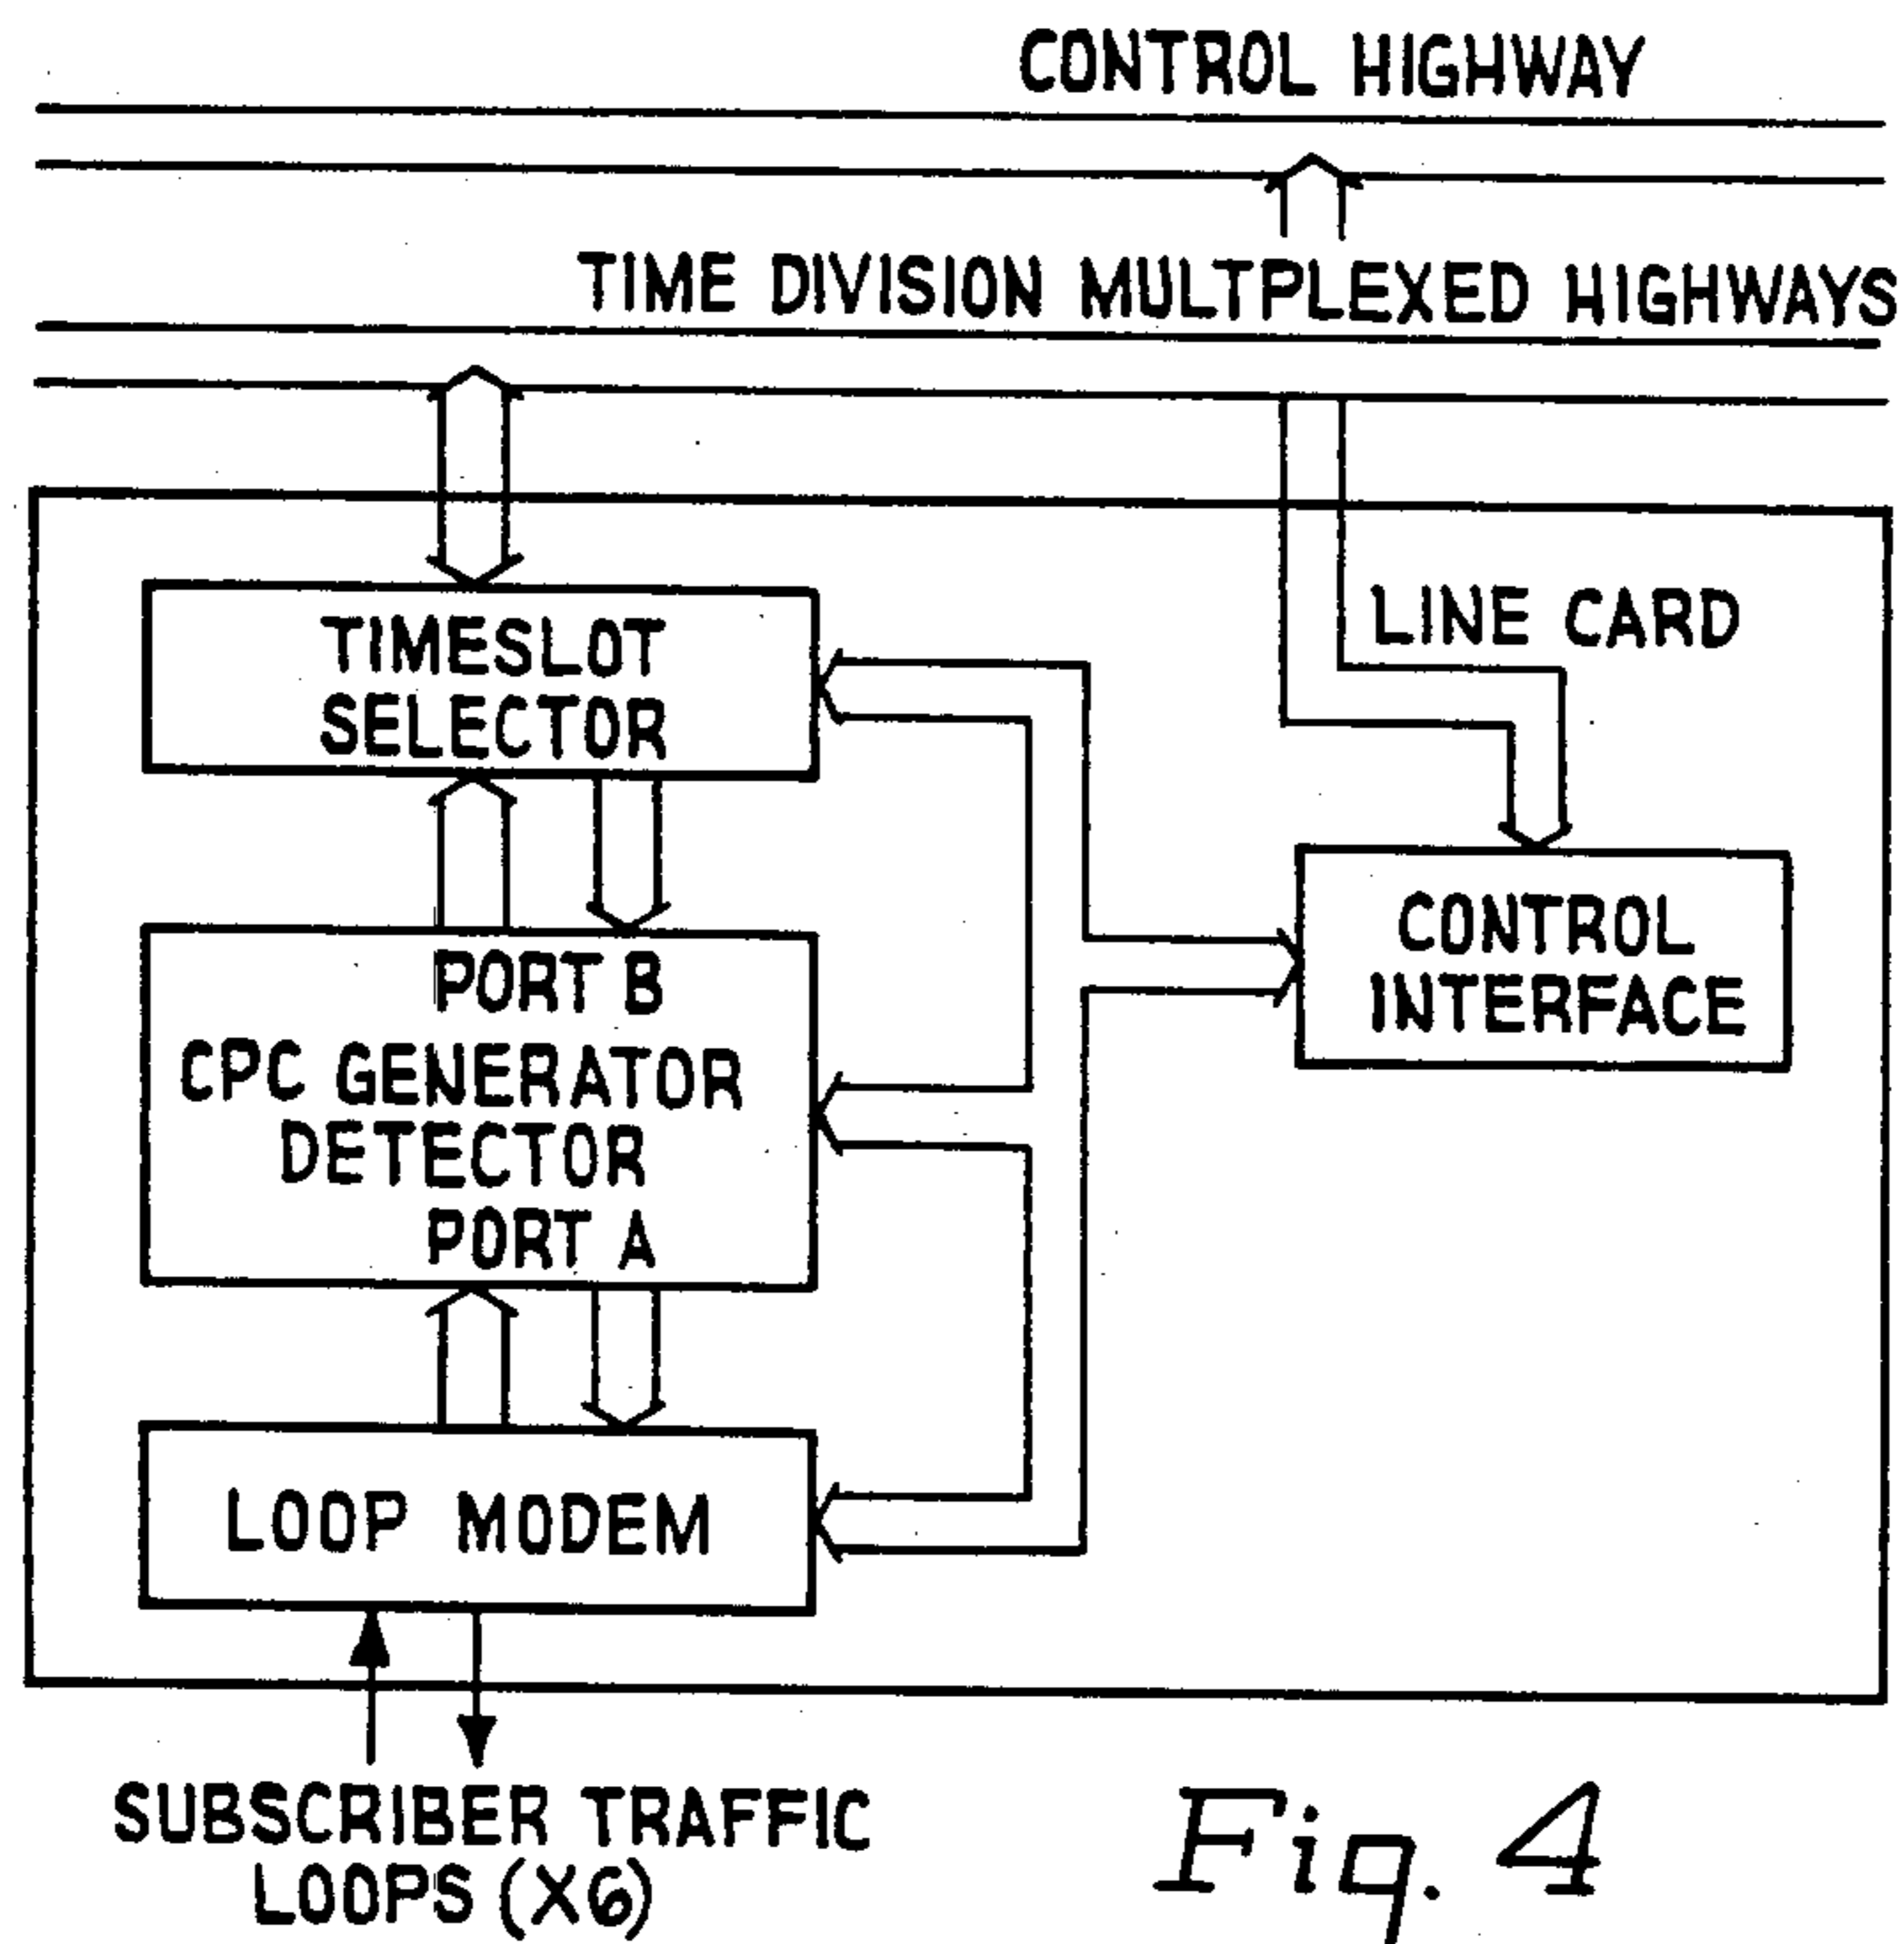 CONTROL HIGHWAY
TIME DIVISION MULTPLEXED HIGHWAYS
LINE CARD
TIMESLOT
SELECTOR
CONTROL
INTERFACE
PORT B
CPC GENERATOR
DETECTOR
PORT A
LOOP MODEM
SUBSCRIBER TRAFFIC
LOOPS (X6)
Fig. 4